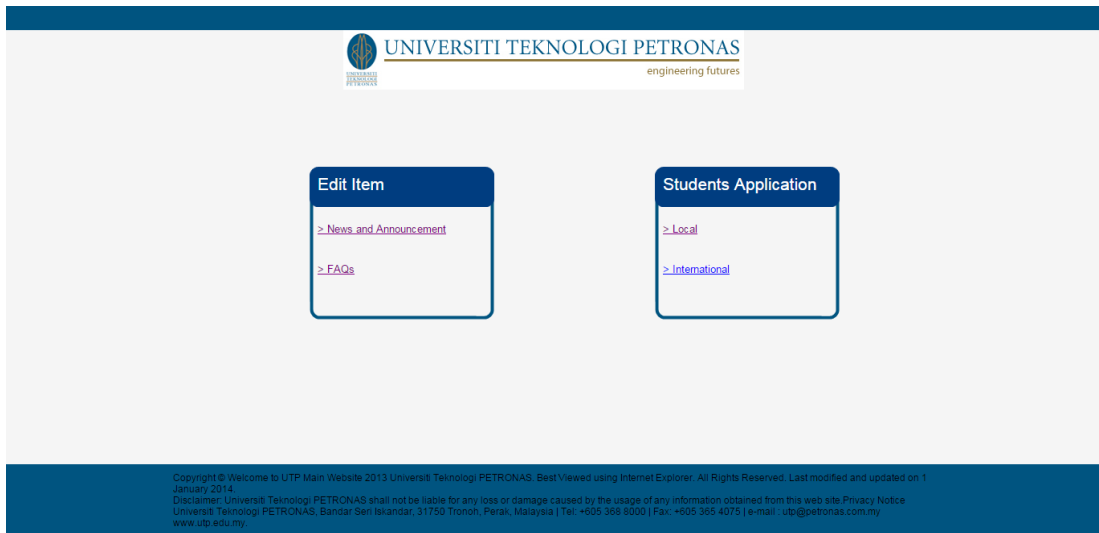 UNIVERSITI TEKNOLOGI PETRONAS
engineering futures
UNIVERSITI
TEKNOLOGI
PETRONAS
Edit Item
> News and Announcement
> FAQs
Students Application
> Local
> International
Copyright © Welcome to UTP Main Website 2013 Universiti Teknologi PETRONAS. Best Viewed using Internet Explorer. All Rights Reserved. Last modified and updated on 1
January 2014.
Disclaimer: Universiti Teknologi PETRONAS shall not be liable for any loss or damage caused by the usage of any information obtained from this web site.Privacy Notice
Universiti Teknologi PETRONAS, Bandar Seri Iskandar, 31750 Tronoh, Perak, Malaysia | Tel: +605 368 8000 | Fax: +605 365 4075 | e-mail : utp@petronas.com.my
www.utp.edu.my.